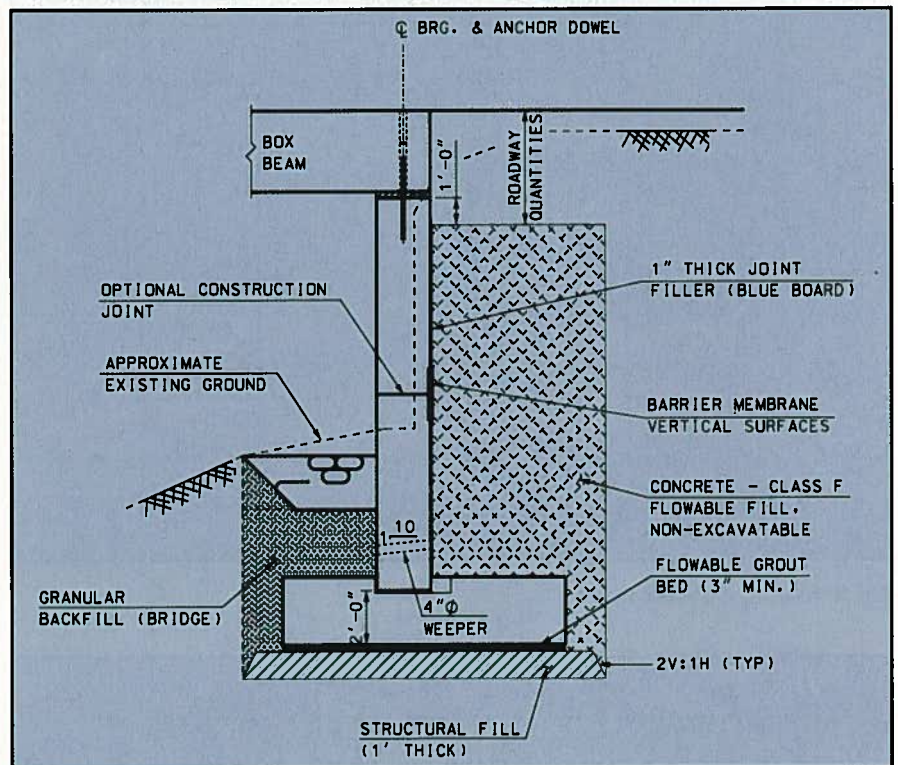 ℄ BRG. & ANCHOR DOWEL
BOX
BEAM
1'-0"
ROADWAY
QUANTITIES
OPTIONAL CONSTRUCTION
JOINT
1" THICK JOINT
FILLER (BLUE BOARD)
APPROXIMATE
EXISTING GROUND
BARRIER MEMBRANE
VERTICAL SURFACES
CONCRETE - CLASS F
FLOWABLE FILL.
NON-EXCAVATABLE
10
1
FLOWABLE GROUT
BED (3" MIN.)
GRANULAR
BACKFILL (BRIDGE)
2'-0"
4"φ
WEEPER
2V:1H (TYP)
STRUCTURAL FILL
(1' THICK)